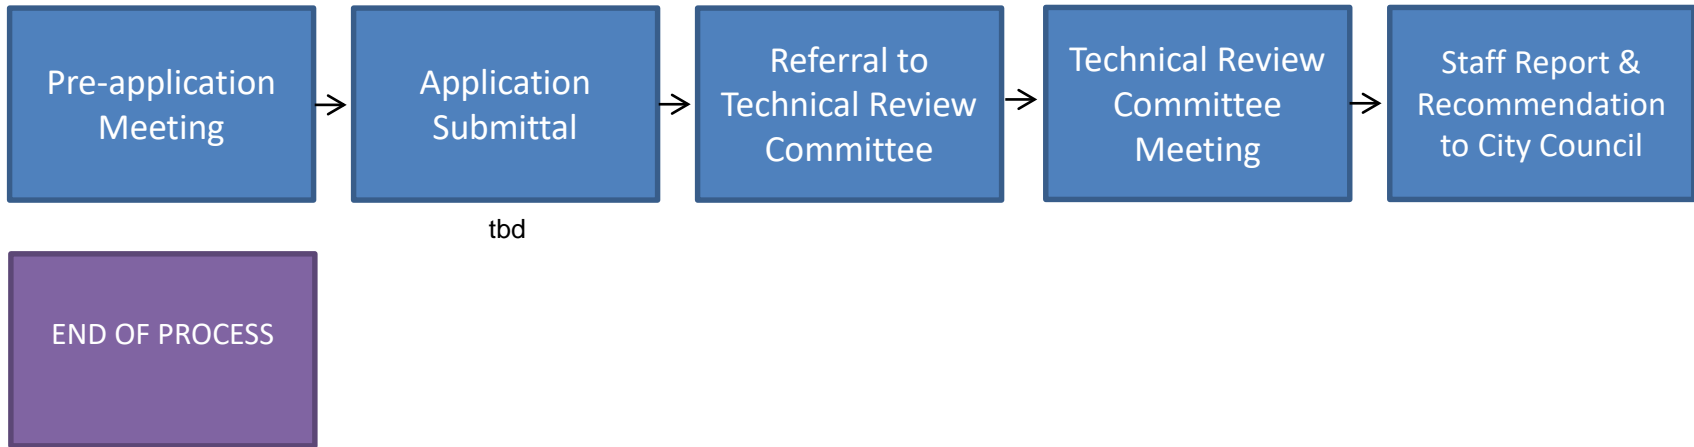 Pre-application
Meeting
Application
Submittal
Referral to
Technical Review
Committee
Technical Review
Committee
Meeting
Staff Report &
Recommendation
to City Council
tbd
END OF PROCESS